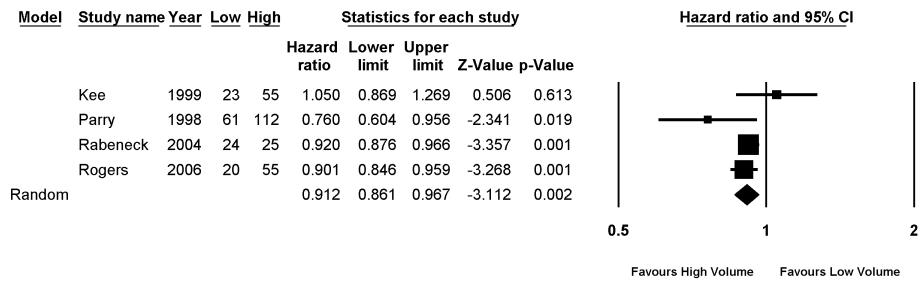 Model Study name Year Low High Statistics for each study Hazard ratio and 95% CI
Hazard Lower Upper
ratio limit limit Z-Value p-Value
Kee 1999 23 55 1.050 0.869 1.269 0.506 0.613
Parry 1998 61 112 0.760 0.604 0.956 -2.341 0.019
Rabeneck 2004 24 25 0.920 0.876 0.966 -3.357 0.001
Rogers 2006 20 55 0.901 0.846 0.959 -3.268 0.001
Random 0.912 0.861 0.967 -3.112 0.002
0.5 1 2
Favours High Volume Favours Low Volume